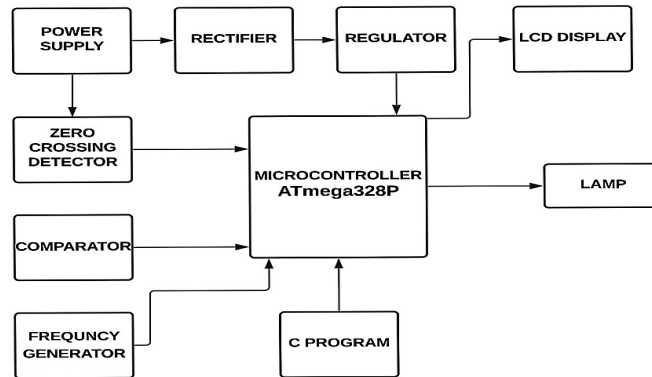 POWER
SUPPLY
RECTIFIER
REGULATOR
LCD DISPLAY
ZERO
CROSSING
DETECTOR
MICROCONTROLLER
ATmega328P
LAMP
COMPARATOR
FREQUNCY
GENERATOR
C PROGRAM